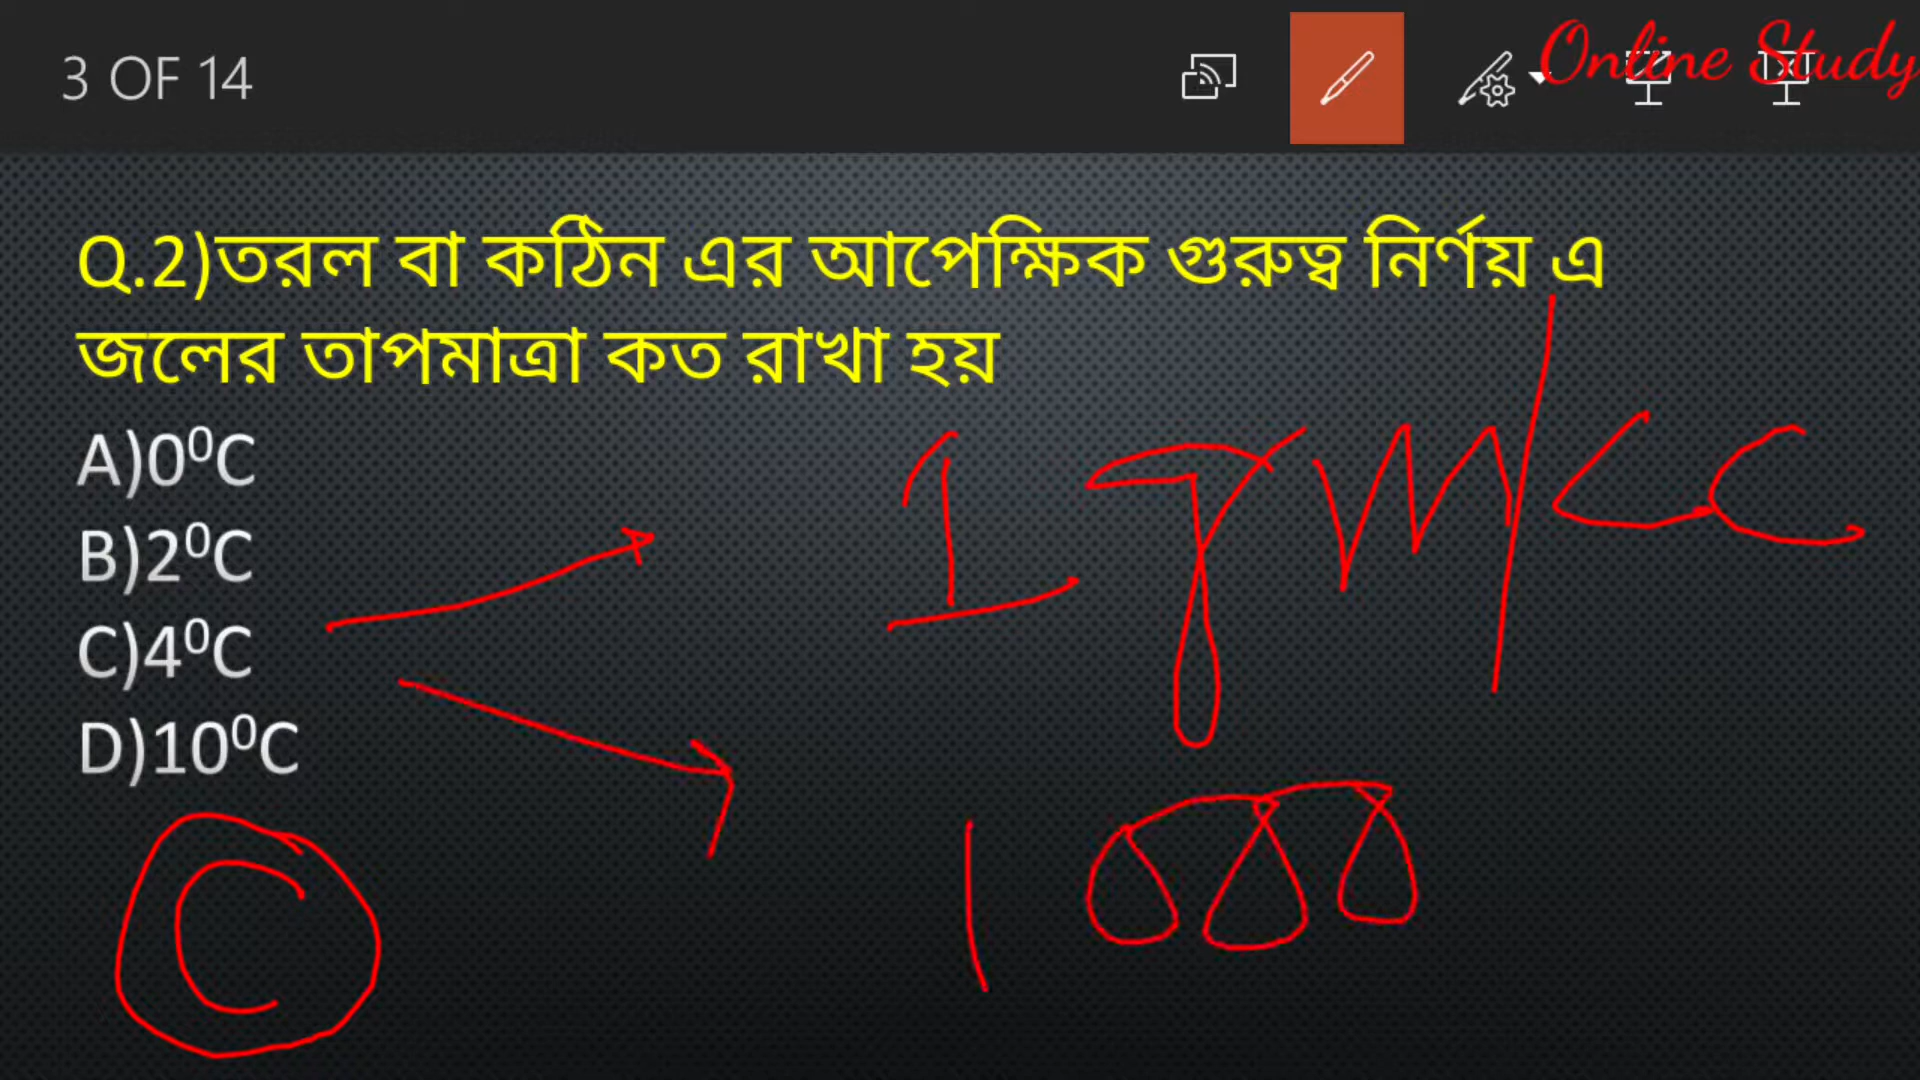 3 OF 14
Online Study
Q.2)তরল বা কঠিন এর আপেক্ষিক গুরুত্ব নির্ণয় এ
জলের তাপমাত্রা কত রাখা হয়
A)0⁰C
B)2⁰C
C)4⁰C
D)10⁰C
1 gm/cc
1000
C